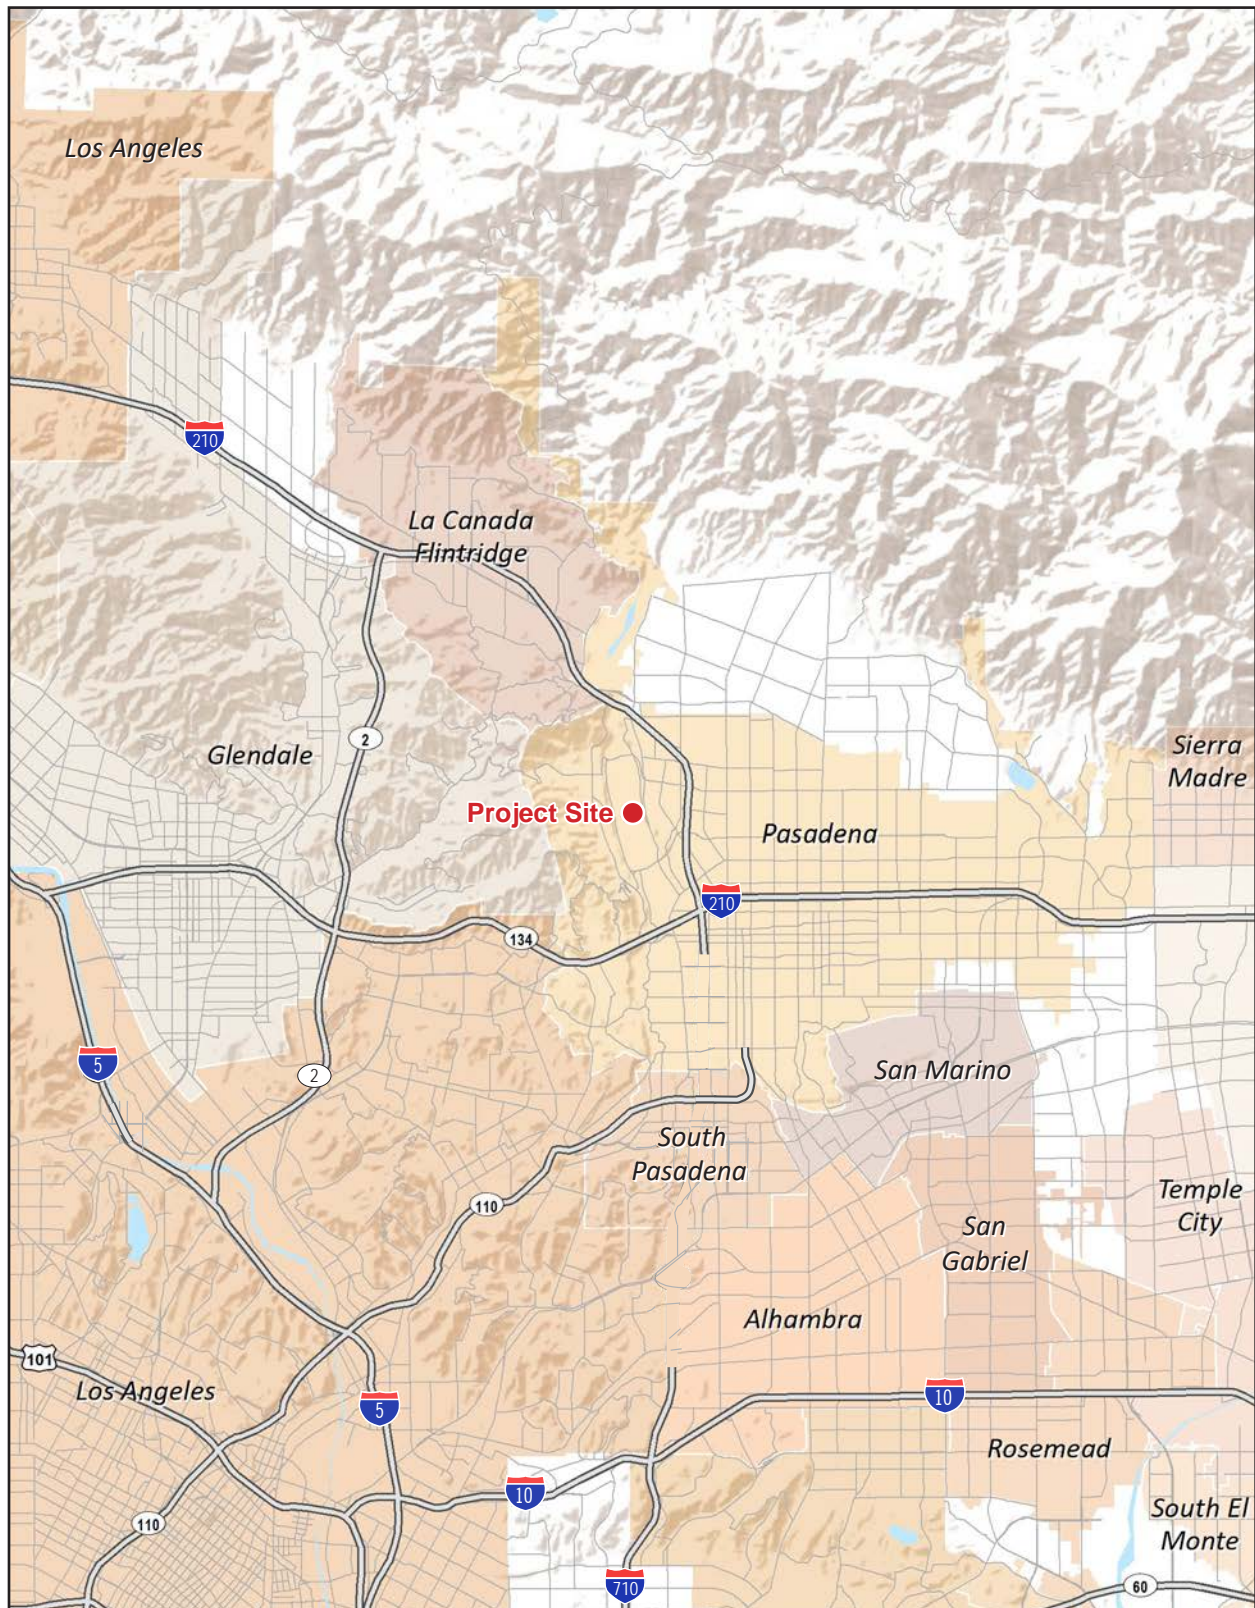 Los Angeles
210
La Canada
Flintridge
2
Glendale
Sierra
Madre
Project Site
Pasadena
210
134
5
2
San Marino
South
Pasadena
110
Temple
City
San
Gabriel
Alhambra
101
Los Angeles
5
10
Rosemead
10
South El
Monte
110
710
60